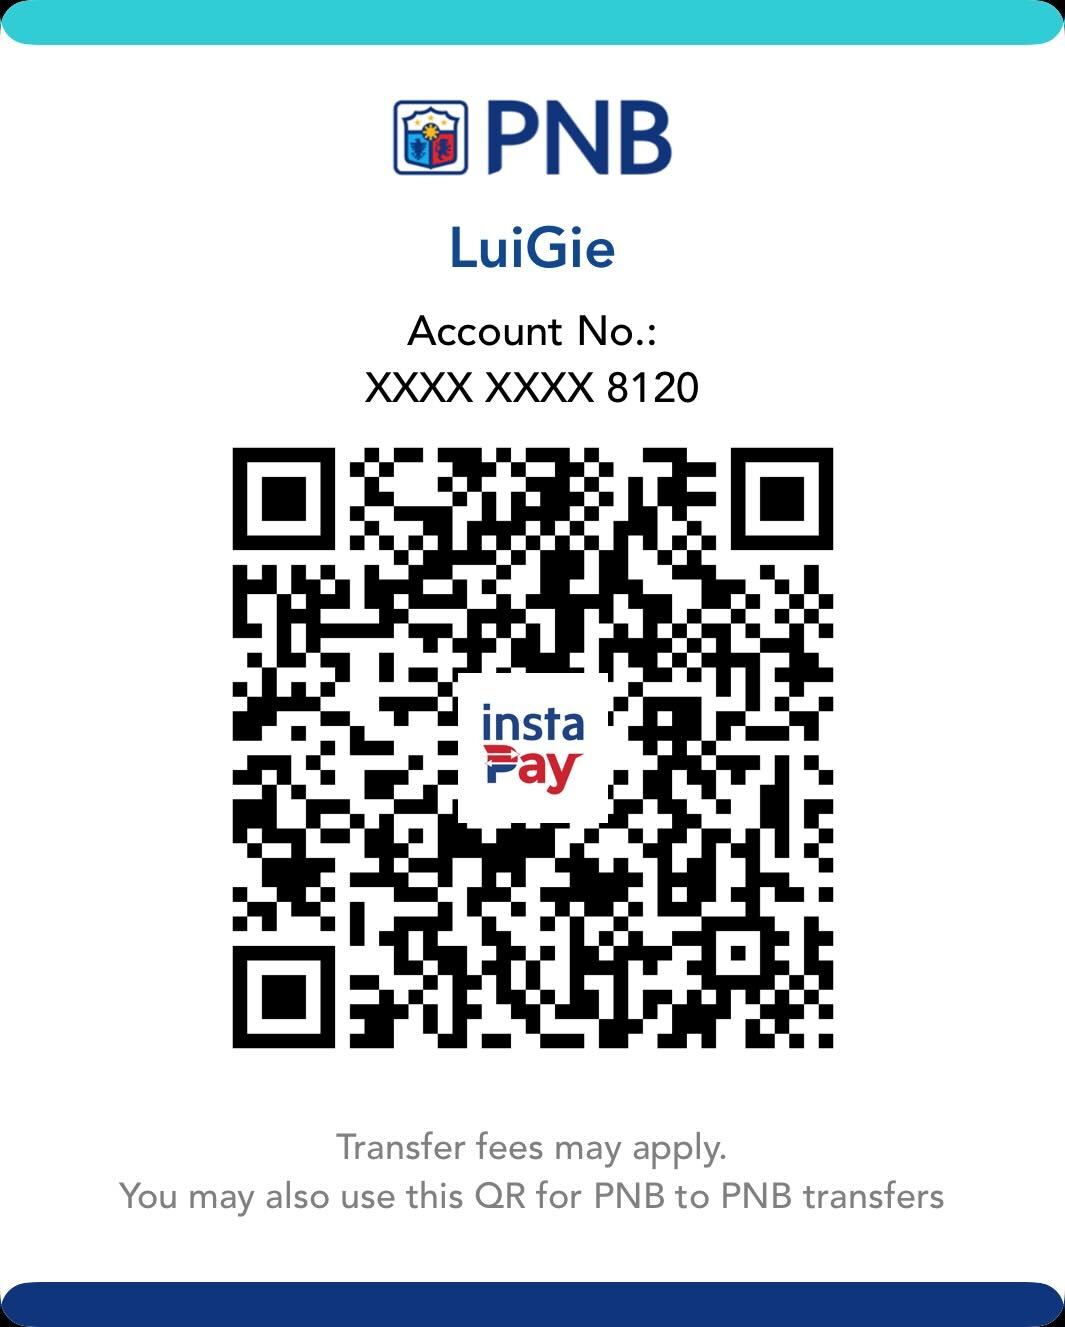 PNB
LuiGie
Account No.:
XXXX XXXX 8120
insta
Pay
Transfer fees may apply.
You may also use this QR for PNB to PNB transfers